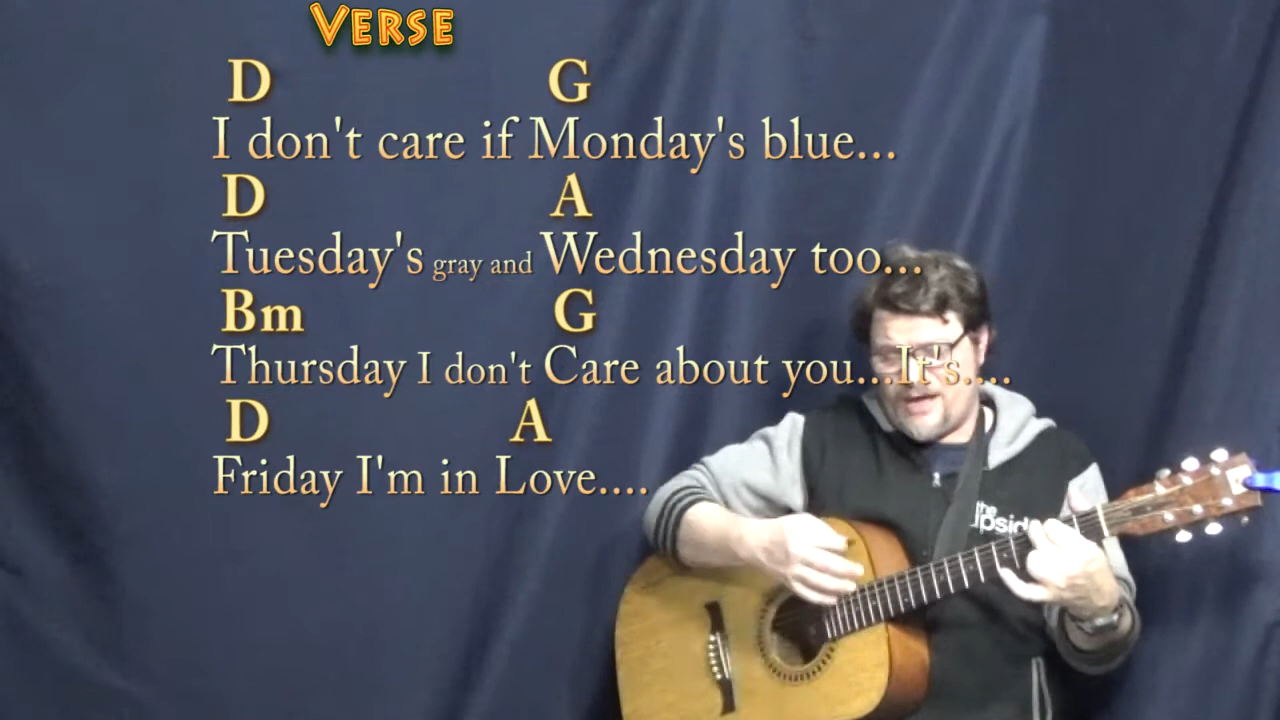 VERSE
D G
I don't care if Monday's blue...
D A
Tuesday's gray and Wednesday too...
Bm G
Thursday I don't Care about you...It's....
D A
Friday I'm in Love....
the